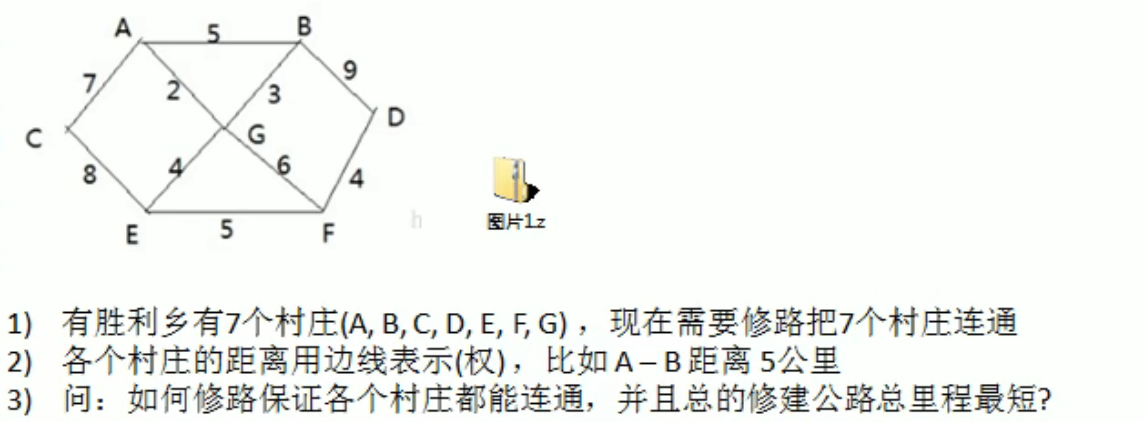 A 5 B
7 2 3 9
C G D
8 4 6 4
E 5 F
h
图片1.z
1) 有胜利乡有7个村庄(A, B, C, D, E, F, G) ，现在需要修路把7个村庄连通
2) 各个村庄的距离用边线表示(权) ，比如 A – B 距离 5公里
3) 问：如何修路保证各个村庄都能连通，并且总的修建公路总里程最短?